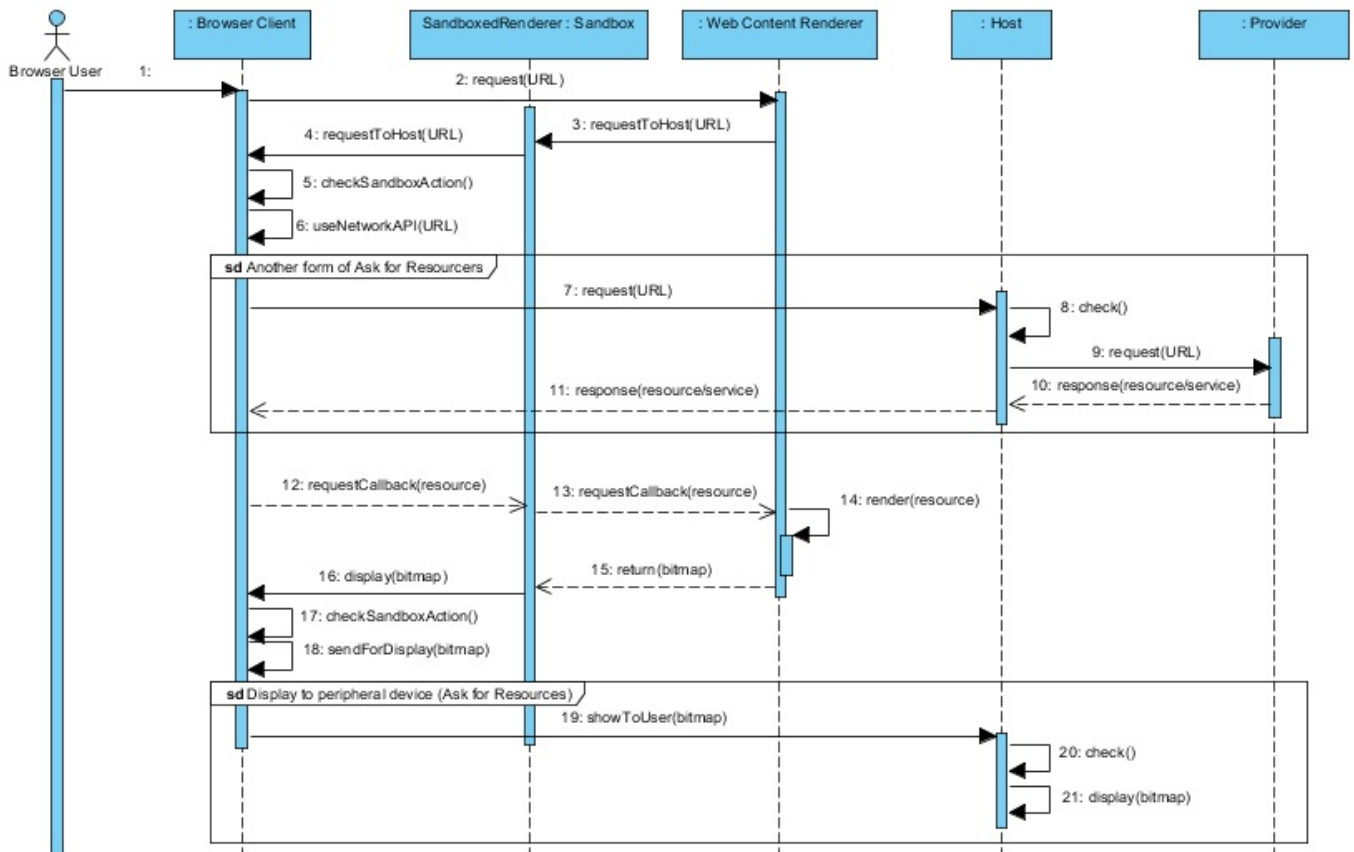 : Browser Client
SandboxedRenderer : Sandbox
: Web Content Renderer
: Host
: Provider
Browser User
1:
2: request(URL)
3: requestToHost(URL)
4: requestToHost(URL)
5: checkSandboxAction()
6: useNetworkAPI(URL)
sd Another form of Ask for Resourcers
7: request(URL)
8: check()
9: request(URL)
10: response(resource/service)
11: response(resource/service)
12: requestCallback(resource)
13: requestCallback(resource)
14: render(resource)
15: return(bitmap)
16: display(bitmap)
17: checkSandboxAction()
18: sendForDisplay(bitmap)
sd Display to peripheral device (Ask for Resources)
19: showToUser(bitmap)
20: check()
21: display(bitmap)